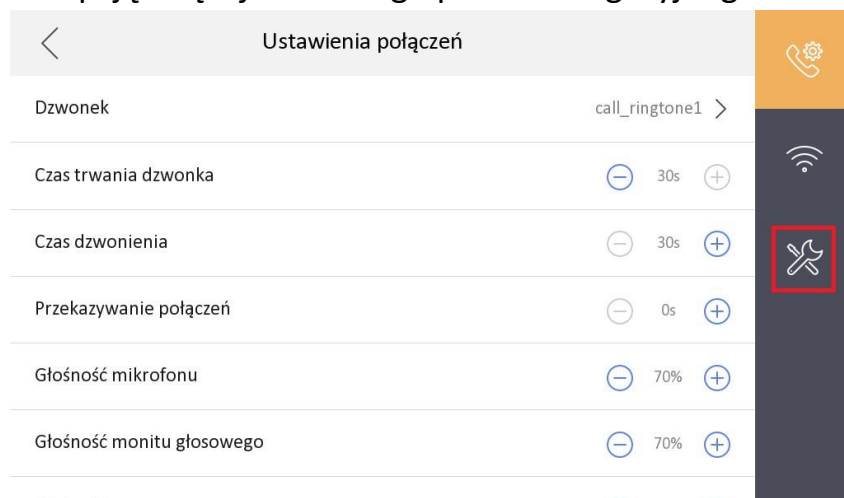 Ustawienia połączeń
Dzwonek call_ringtone1
Czas trwania dzwonka 30s
Czas dzwonienia 30s
Przekazywanie połączeń 0s
Głośność mikrofonu 70%
Głośność monitu głosowego 70%